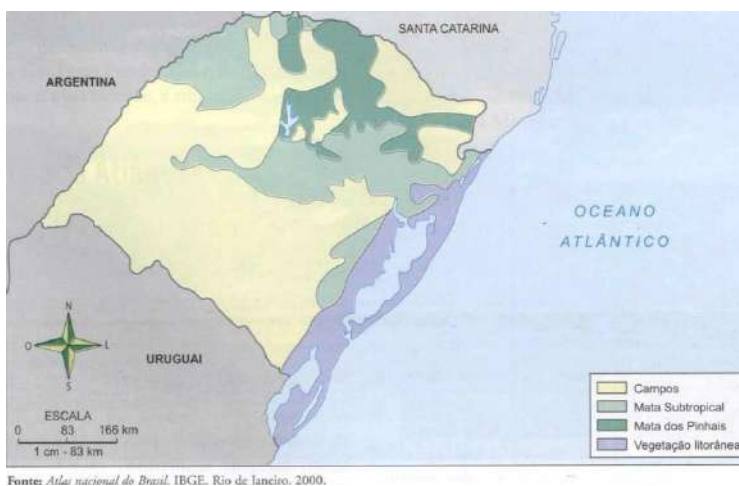 SANTA CATARINA
ARGENTINA
OCEANO
ATLÂNTICO
N
O
L
S
URUGUAI
ESCALA
0 83 166 km
1 cm - 83 km
Campos
Mata Subtropical
Mata dos Pinhais
Vegetação litorânea
Fonte: Atlas nacional do Brasil. IBGE. Rio de Janeiro. 2000.